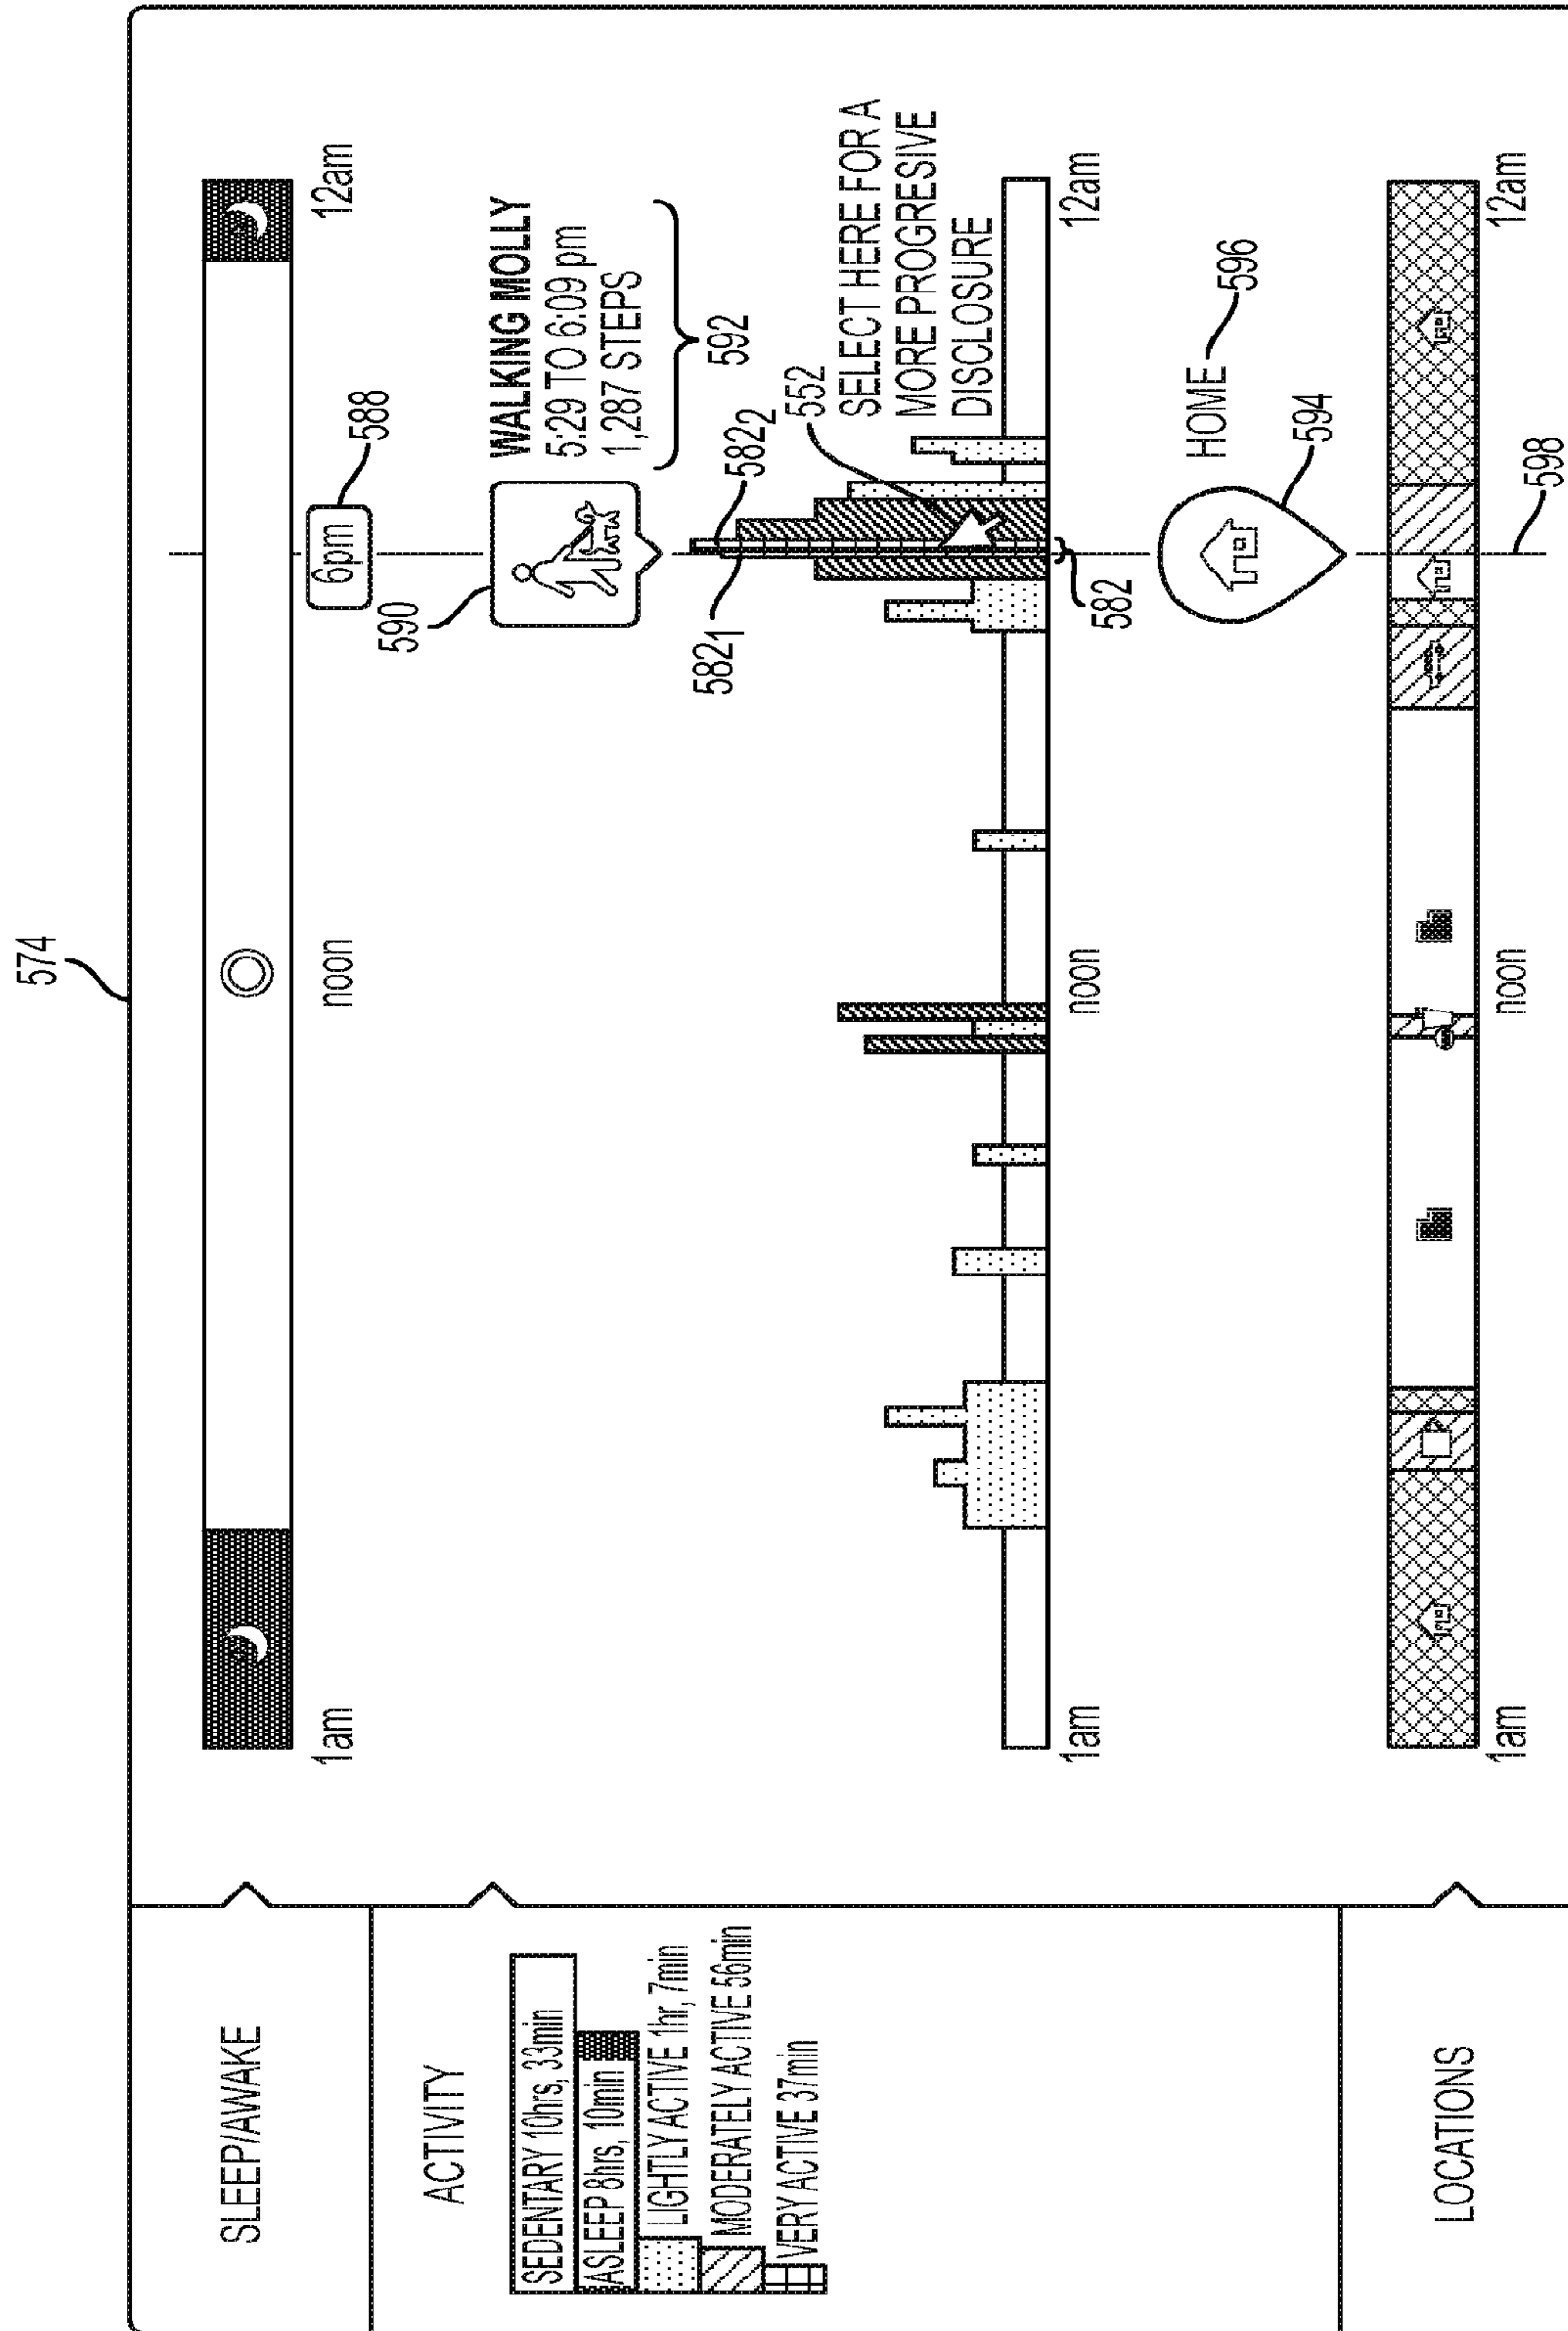 574
SLEEP/AWAKE
1am
noon
12am
6pm
588
ACTIVITY
SEDENTARY 10hrs, 33min
ASLEEP 8hrs, 10min
LIGHTLY ACTIVE 1hr, 7min
MODERATELY ACTIVE 56min
VERY ACTIVE 37min
590
WALKING MOLLY
5:29 TO 6:09 pm
1,287 STEPS
592
582₁
582₂
552
SELECT HERE FOR A
MORE PROGRESIVE
DISCLOSURE
1am
noon
582
12am
HOME
596
594
LOCATIONS
1am
noon
598
12am